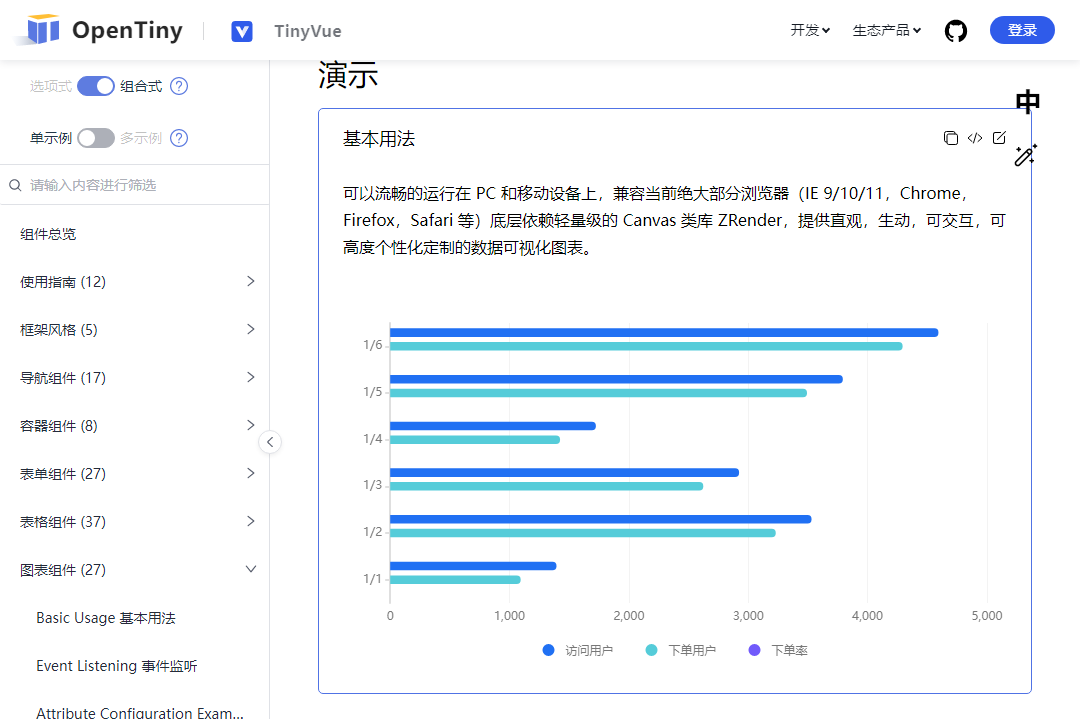 OpenTiny
TinyVue
开发
生态产品
登录
选项式
组合式
?
单示例
多示例
?
请输入内容进行筛选
组件总览
使用指南 (12)
框架风格 (5)
导航组件 (17)
容器组件 (8)
表单组件 (27)
表格组件 (37)
图表组件 (27)
Basic Usage 基本用法
Event Listening 事件监听
Attribute Configuration Exam...
演示
中
基本用法
可以流畅的运行在 PC 和移动设备上，兼容当前绝大部分浏览器（IE 9/10/11，Chrome，
Firefox，Safari 等）底层依赖轻量级的 Canvas 类库 ZRender，提供直观，生动，可交互，可
高度个性化定制的数据可视化图表。
1/6
1/5
1/4
1/3
1/2
1/1
0
1,000
2,000
3,000
4,000
5,000
访问用户
下单用户
下单率